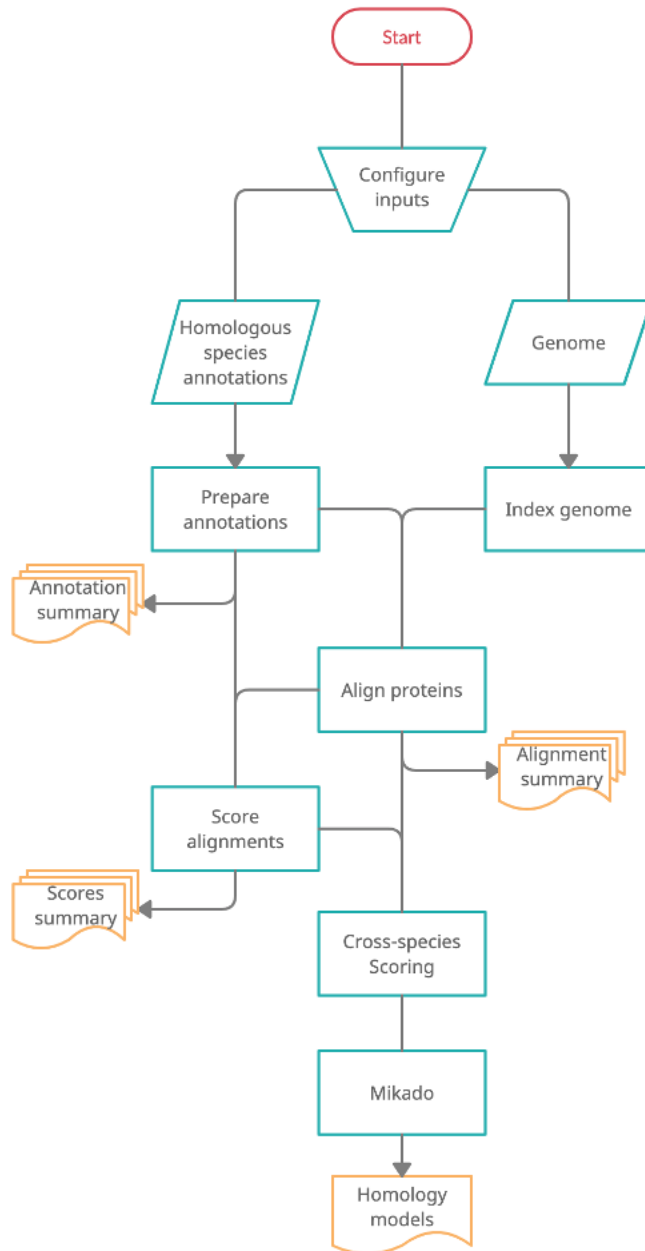 Start
Configure
inputs
Homologous
species
annotations
Genome
Prepare
annotations
Index genome
Annotation
summary
Align proteins
Alignment
summary
Score
alignments
Scores
summary
Cross-species
Scoring
Mikado
Homology
models